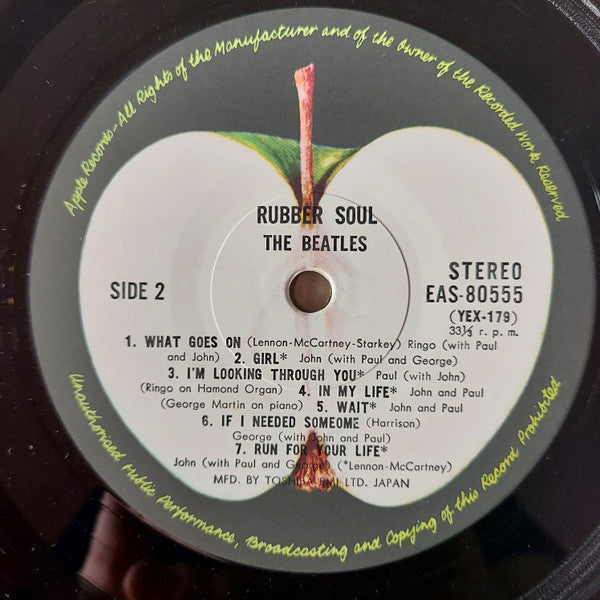 Apple Records-All Rights of the Manufacturer and of the Owner of the Recorded Work Reserved
RUBBER SOUL
THE BEATLES
SIDE 2
STEREO
EAS-80555
(YEX-179)
33⅓ r. p. m.
1. WHAT GOES ON (Lennon-McCartney-Starkey) Ringo (with Paul
and John) 2. GIRL* John (with Paul and George)
3. I'M LOOKING THROUGH YOU* Paul (with John)
(Ringo on Hamond Organ) 4. IN MY LIFE* John and Paul
(George Martin on piano) 5. WAIT* John and Paul
6. IF I NEEDED SOMEONE (Harrison)
George (with John and Paul)
7. RUN FOR YOUR LIFE*
John (with Paul and George) (*Lennon-McCartney)
MFD. BY TOSHIBA EMI LTD. JAPAN
Unauthorised Public Performance, Broadcasting and Copying of this Record Prohibited